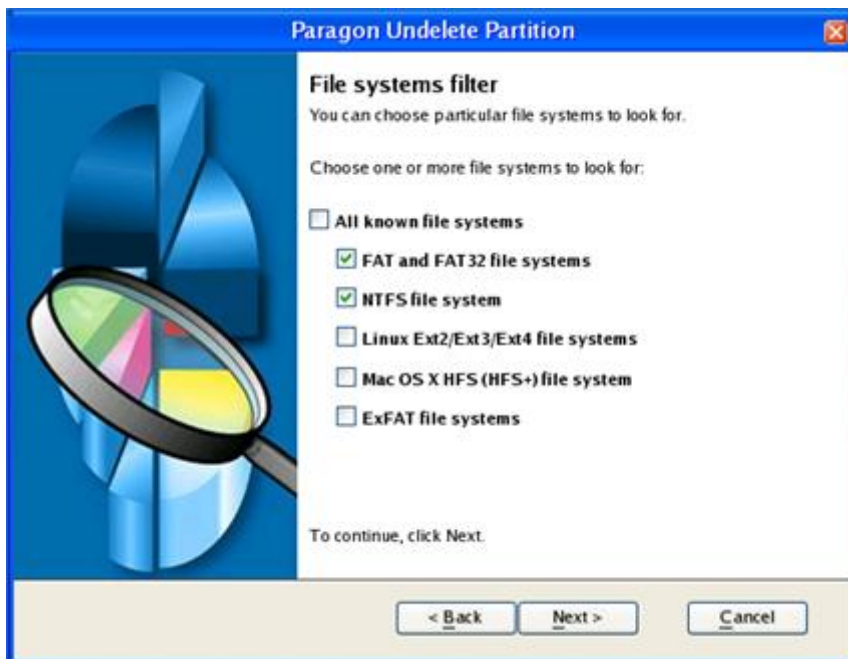 Paragon Undelete Partition
File systems filter
You can choose particular file systems to look for.
Choose one or more file systems to look for:
All known file systems
FAT and FAT32 file systems
NTFS file system
Linux Ext2/Ext3/Ext4 file systems
Mac OS X HFS (HFS+) file system
ExFAT file systems
To continue, click Next.
< Back Next > Cancel